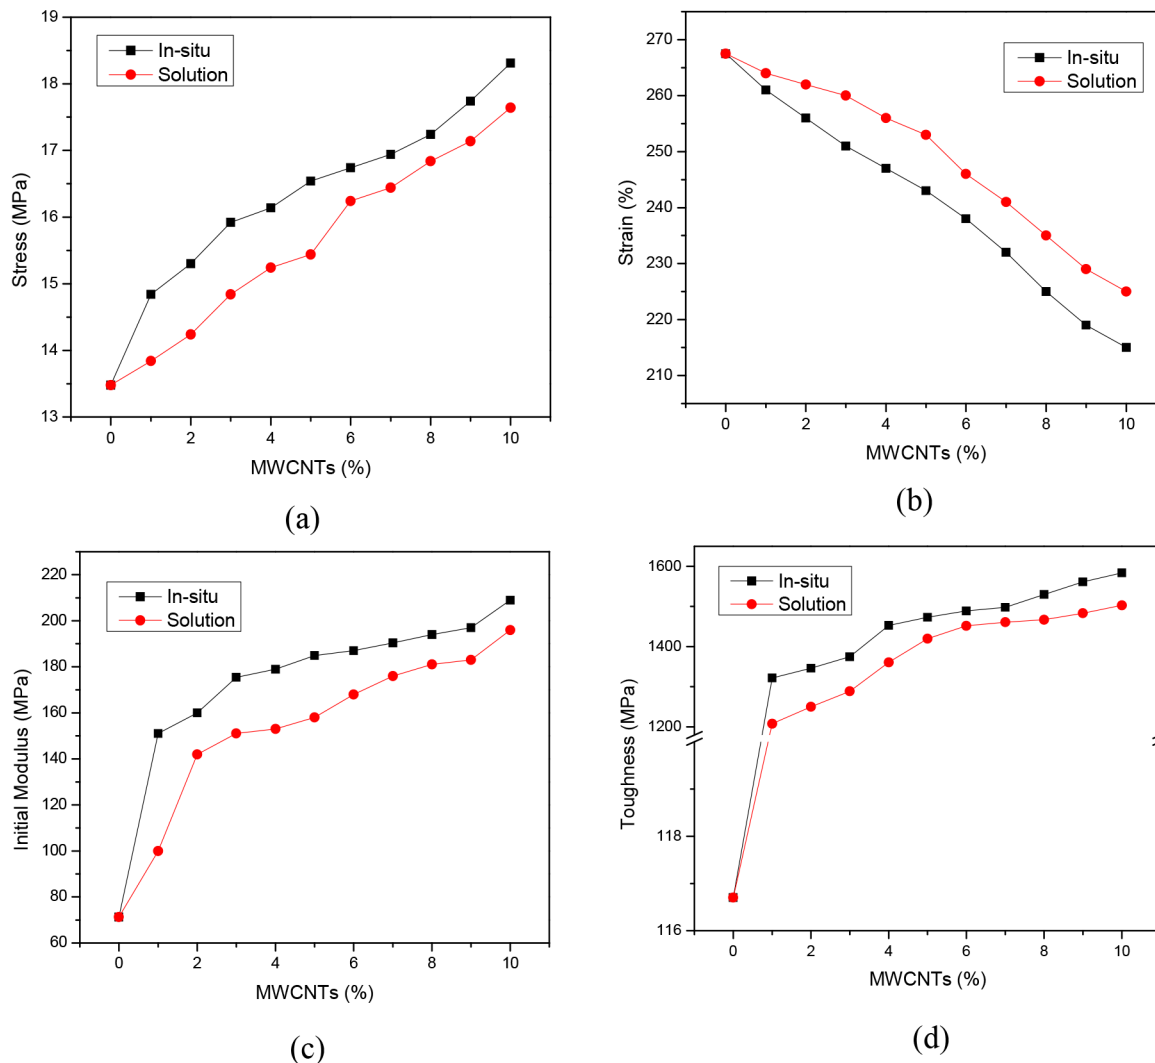 19
18
17
16
15
14
13
Stress (MPa)
In-situ
Solution
0 2 4 6 8 10
MWCNTs (%)
(a)
270
260
250
240
230
220
210
Strain (%)
In-situ
Solution
0 2 4 6 8 10
MWCNTs (%)
(b)
220
200
180
160
140
120
100
80
60
Initial Modulus (MPa)
In-situ
Solution
0 2 4 6 8 10
MWCNTs (%)
(c)
1600
1400
1200
118
116
Toughness (MPa)
In-situ
Solution
0 2 4 6 8 10
MWCNTs (%)
(d)